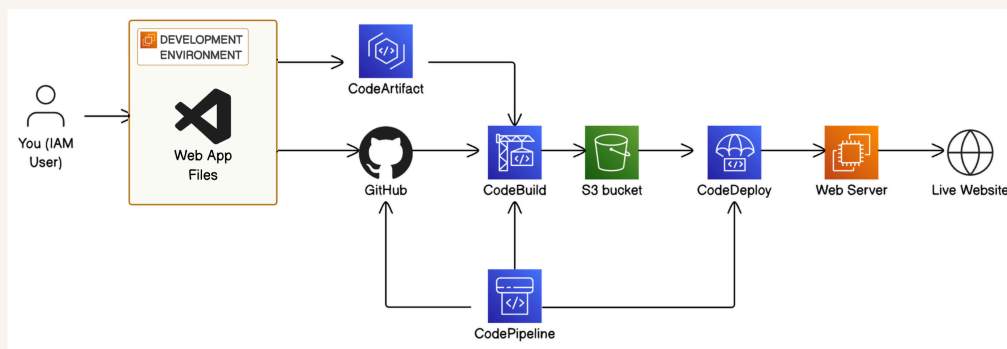 DEVELOPMENT
ENVIRONMENT
CodeArtifact
You (IAM
User)
Web App
Files
GitHub
CodeBuild
S3 bucket
CodeDeploy
Web Server
Live Website
CodePipeline